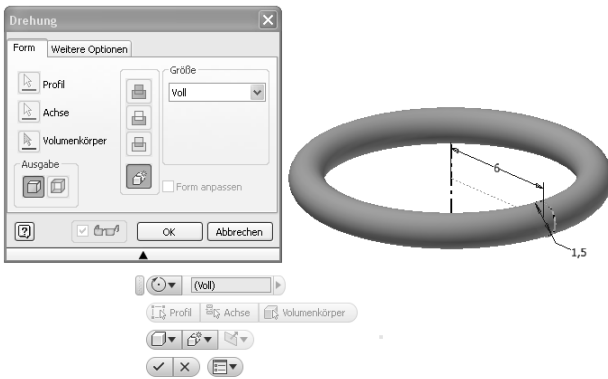 Drehung
Form
Weitere Optionen
Profil
Achse
Volumenkörper
Ausgabe
Größe
Voll
Form anpassen
OK
Abbrechen
6
1,5
(Voll)
Profil
Achse
Volumenkörper